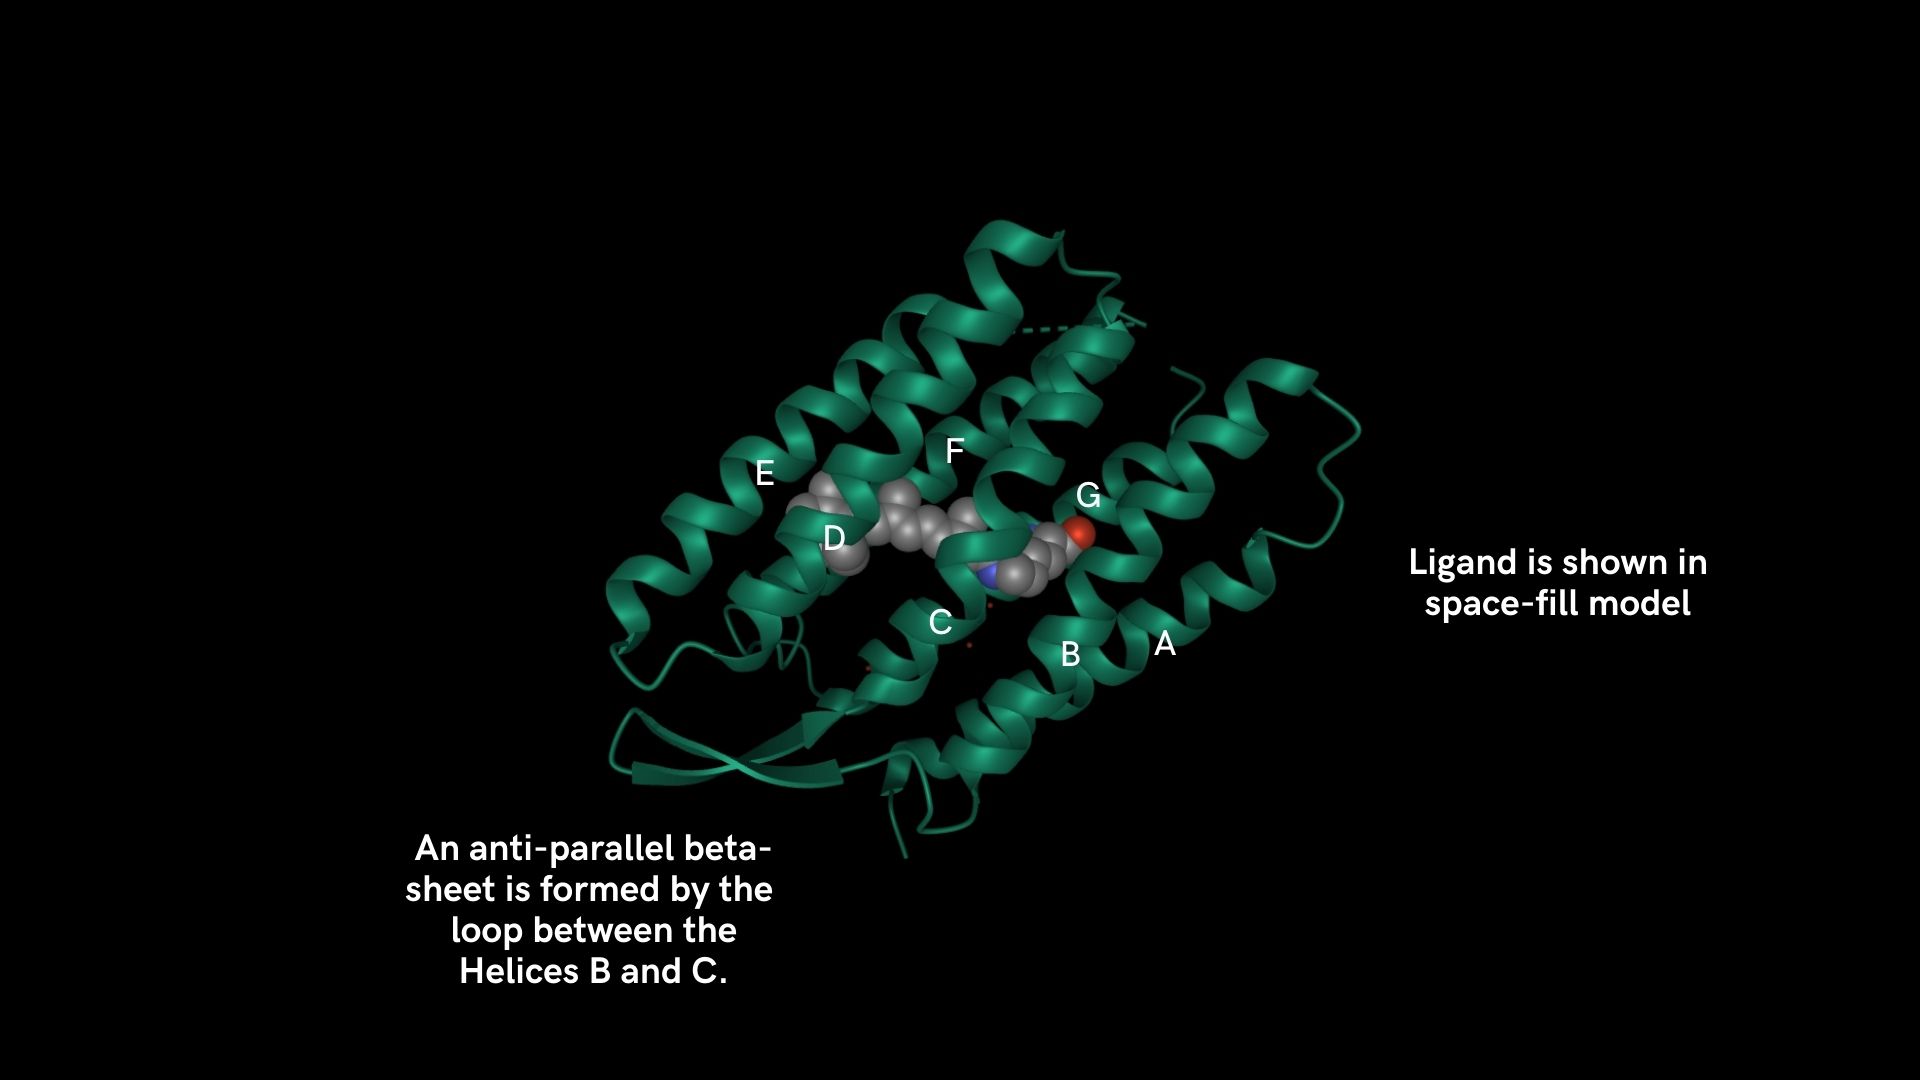 F
E
G
D
C
A
B
Ligand is shown in
space-fill model
An anti-parallel beta-
sheet is formed by the
loop between the
Helices B and C.